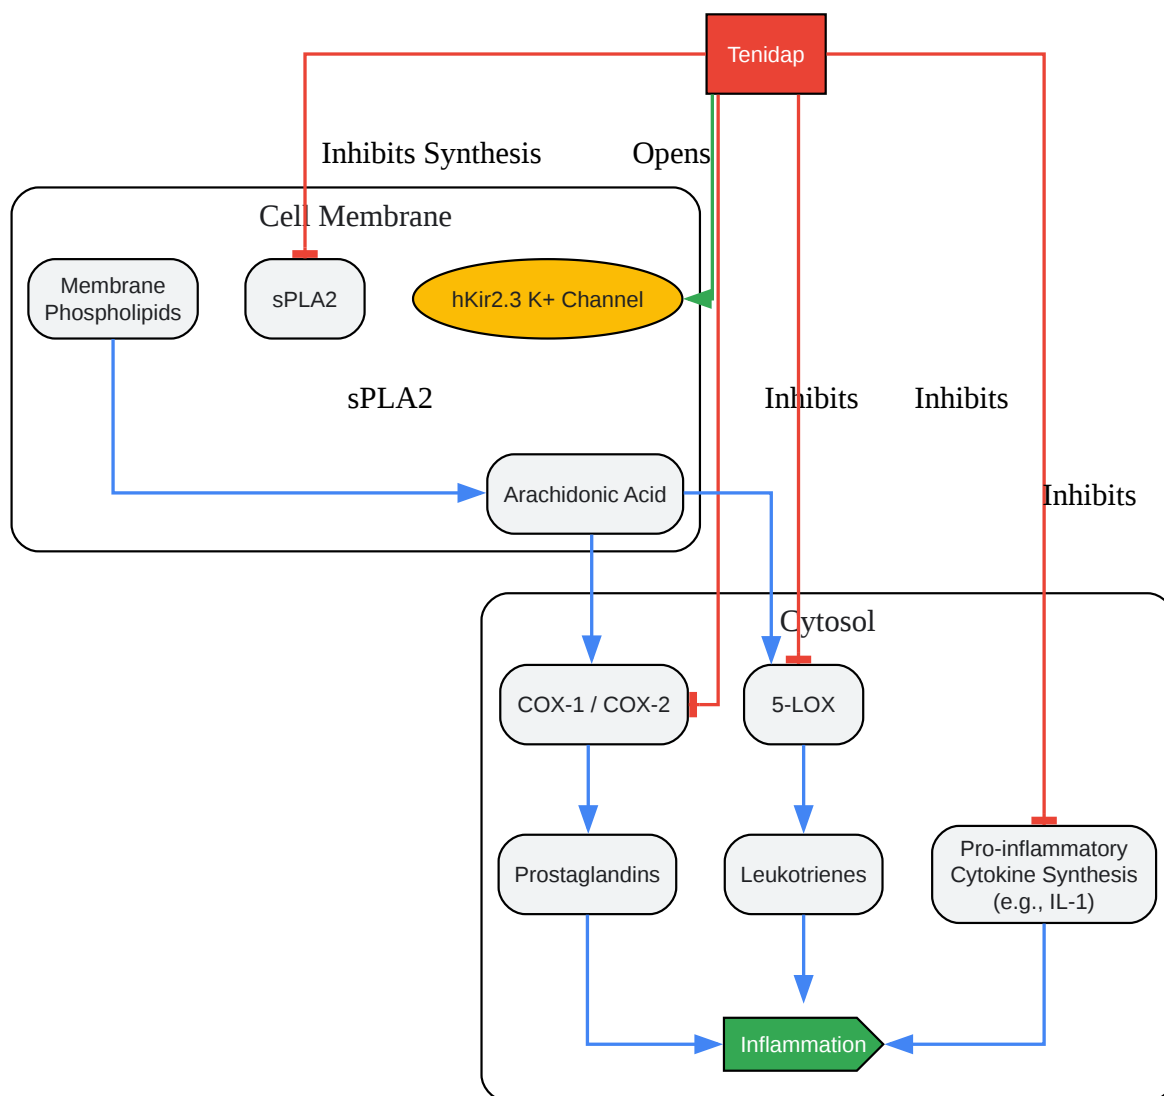 Tenidap
Inhibits Synthesis
Opens
Cell Membrane
Membrane
Phospholipids
sPLA2
hKir2.3 K+ Channel
sPLA2
Inhibits
Inhibits
Arachidonic Acid
Inhibits
Cytosol
COX-1 / COX-2
5-LOX
Prostaglandins
Leukotrienes
Pro-inflammatory
Cytokine Synthesis
(e.g., IL-1)
Inflammation